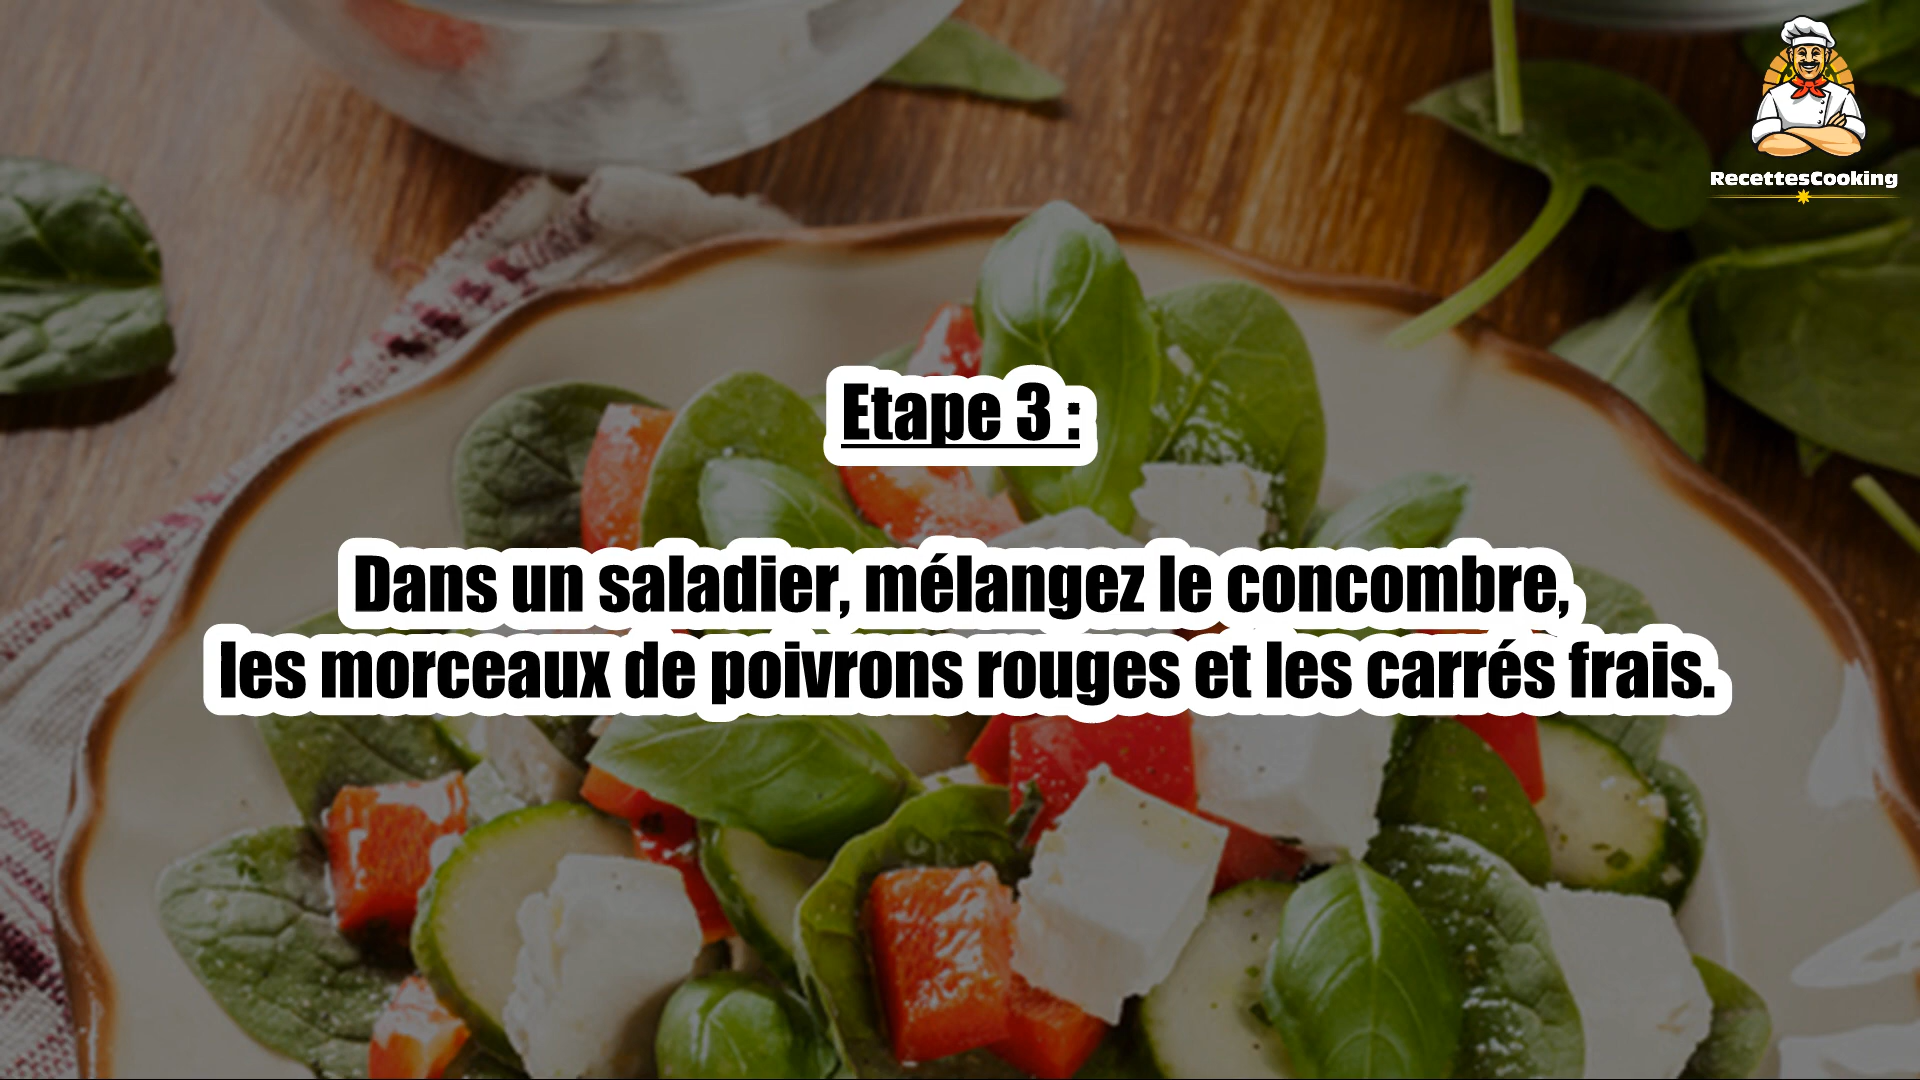 RecettesCooking
Etape 3 :
Dans un saladier, mélangez le concombre,
les morceaux de poivrons rouges et les carrés frais.